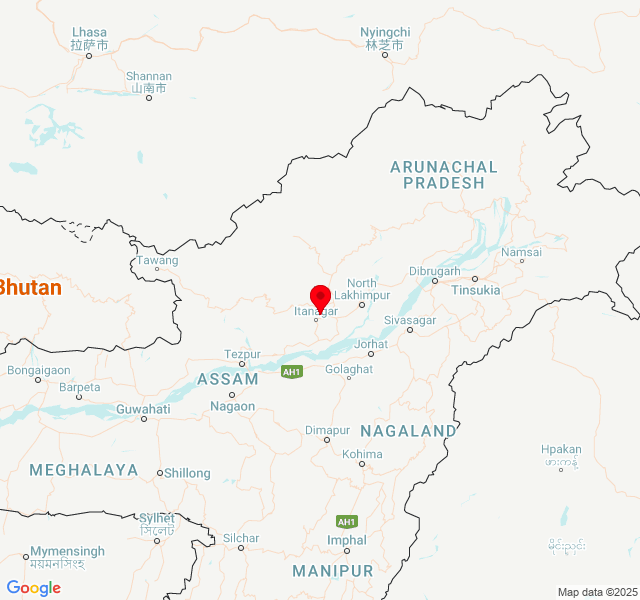 Lhasa
拉萨市
Nyingchi
林芝市
Shannan
山南市
ARUNACHAL
PRADESH
Tawang
Namsai
Dibrugarh
Tinsukia
Bhutan
North
Lakhimpur
Itanagar
Sivasagar
Jorhat
Tezpur
Golaghat
AH1
Bongaigaon
ASSAM
Barpeta
Nagaon
Guwahati
Dimapur
NAGALAND
Kohima
Hpakan
ဖားကန့်
MEGHALAYA
Shillong
Sylhet
সিলেট
AH1
Silchar
Imphal
Mymensingh
ময়মনসিংহ
MANIPUR
Google
Map data ©2025